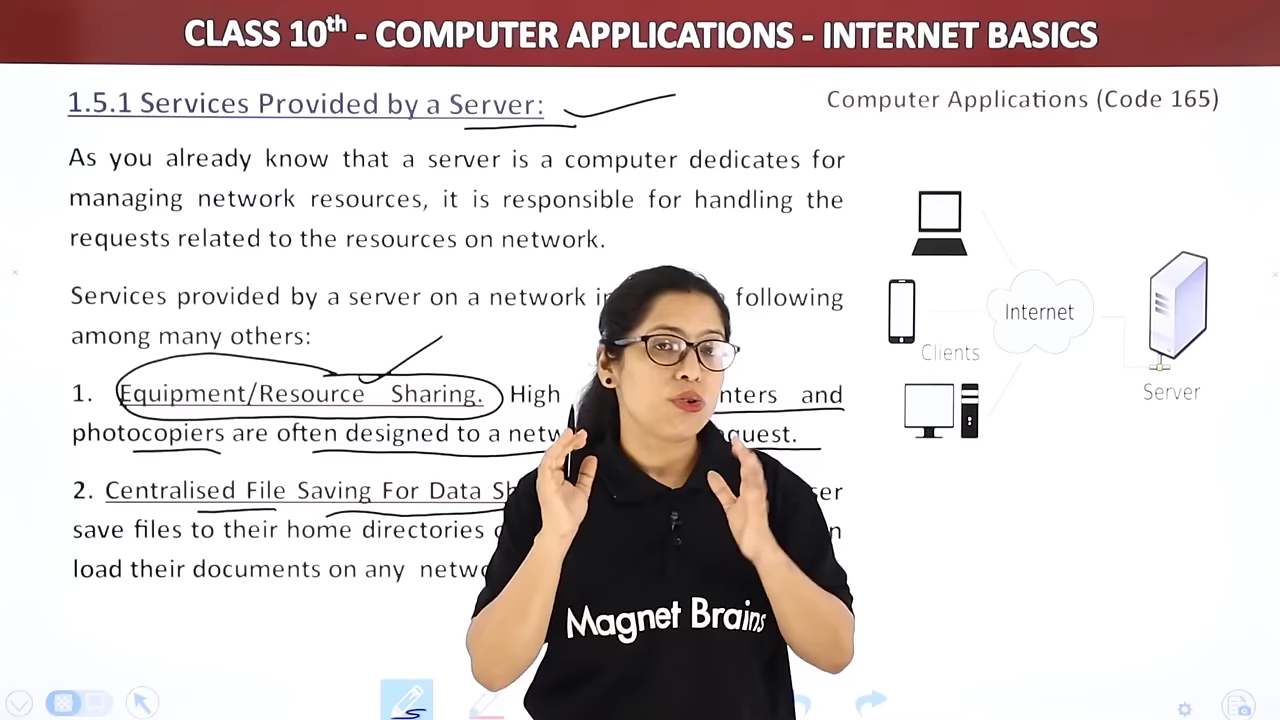 CLASS 10th - COMPUTER APPLICATIONS - INTERNET BASICS
1.5.1 Services Provided by a Server:
Computer Applications (Code 165)
As you already know that a server is a computer dedicates for
managing network resources, it is responsible for handling the
requests related to the resources on network.
Services provided by a server on a network following
among many others:
1. Equipment/Resource Sharing. High and
photocopiers are often designed to a
2. Centralised File Saving For Data
save files to their home directories
load their documents on any
Internet
Clients
Server
Magnet Brains